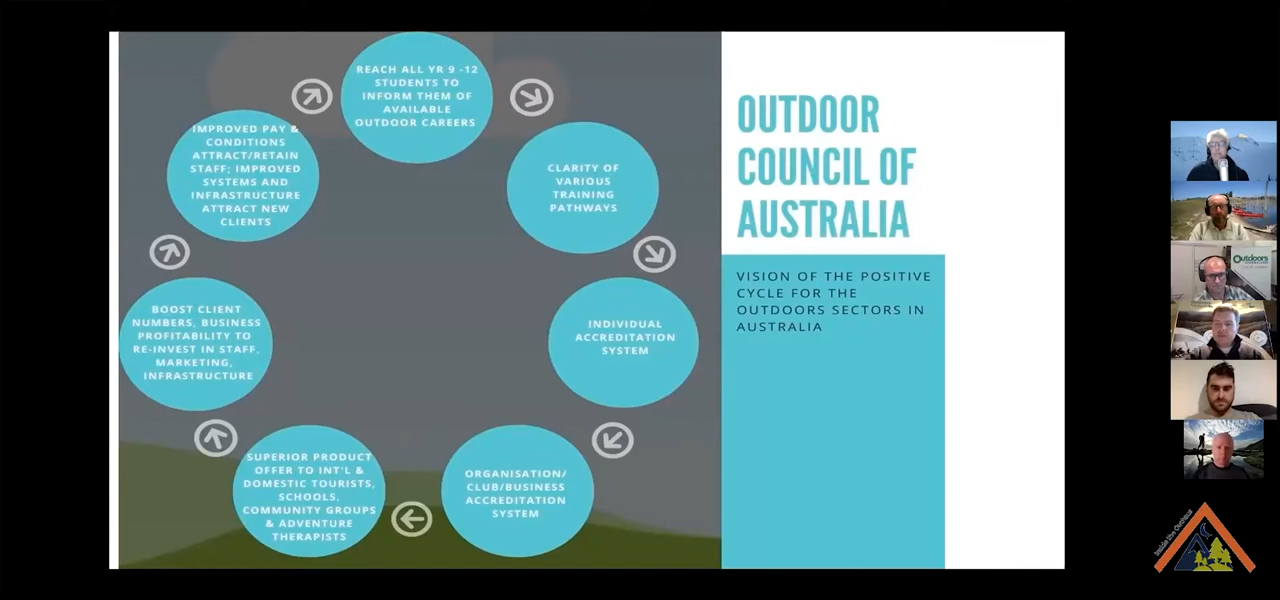 REACH ALL YR 9 -12
STUDENTS TO
INFORM THEM OF
AVAILABLE
OUTDOOR CAREERS
CLARITY OF
VARIOUS
TRAINING
PATHWAYS
INDIVIDUAL
ACCREDITATION
SYSTEM
ORGANISATION/
CLUB/BUSINESS
ACCREDITATION
SYSTEM
SUPERIOR PRODUCT
OFFER TO INT'L &
DOMESTIC TOURISTS,
SCHOOLS,
COMMUNITY GROUPS
& ADVENTURE
THERAPISTS
BOOST CLIENT
NUMBERS, BUSINESS
PROFITABILITY TO
RE-INVEST IN STAFF,
MARKETING,
INFRASTRUCTURE
IMPROVED PAY &
CONDITIONS
ATTRACT/RETAIN
STAFF; IMPROVED
SYSTEMS AND
INFRASTRUCTURE
ATTRACT NEW
CLIENTS
OUTDOOR
COUNCIL OF
AUSTRALIA
VISION OF THE POSITIVE
CYCLE FOR THE
OUTDOORS SECTORS IN
AUSTRALIA
Outdoors
Inside the